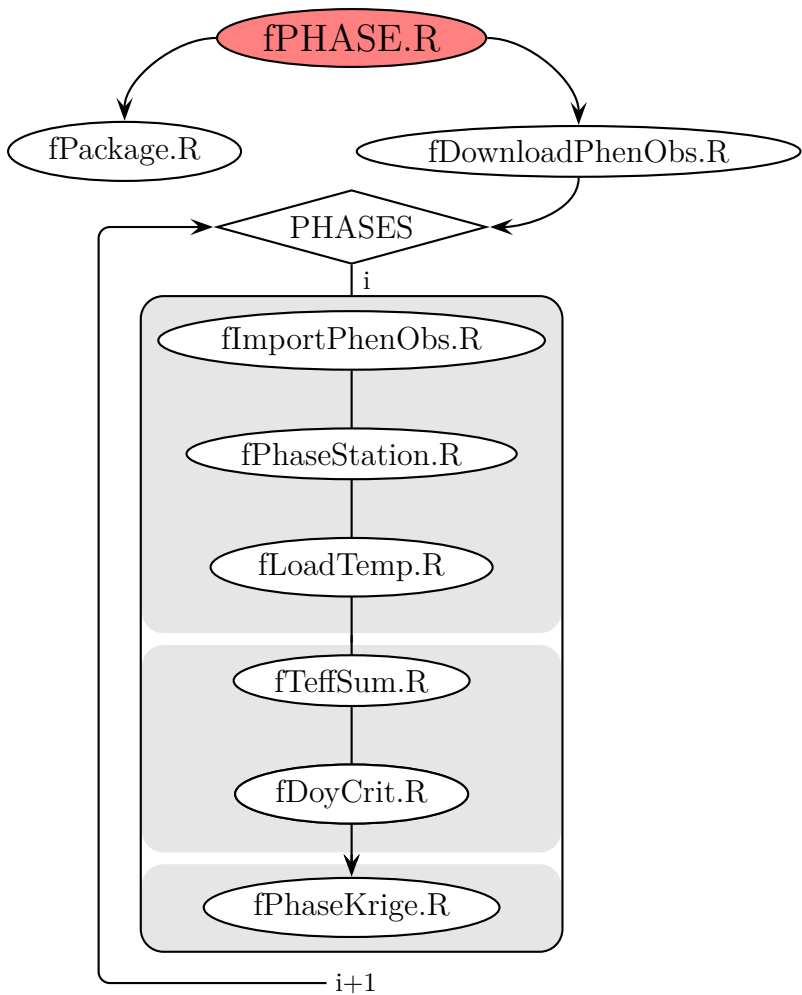 fPHASE.R
fPackage.R
fDownloadPhenObs.R
PHASES
i
fImportPhenObs.R
fPhaseStation.R
fLoadTemp.R
fTeffSum.R
fDoyCrit.R
fPhaseKrige.R
i+1